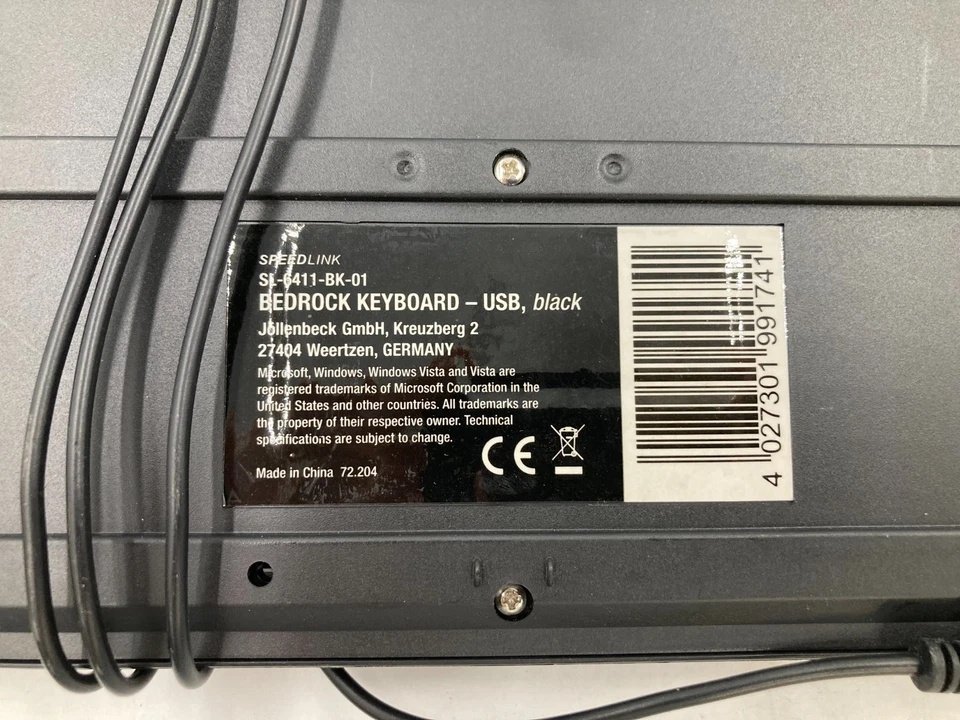 SPEEDLINK
SL-6411-BK-01
BEDROCK KEYBOARD – USB, black
Jöllenbeck GmbH, Kreuzberg 2
27404 Weertzen, GERMANY
Microsoft, Windows, Windows Vista and Vista are
registered trademarks of Microsoft Corporation in the
United States and other countries. All trademarks are
the property of their respective owner. Technical
specifications are subject to change.
CE
Made in China 72.204
4 027301 991741